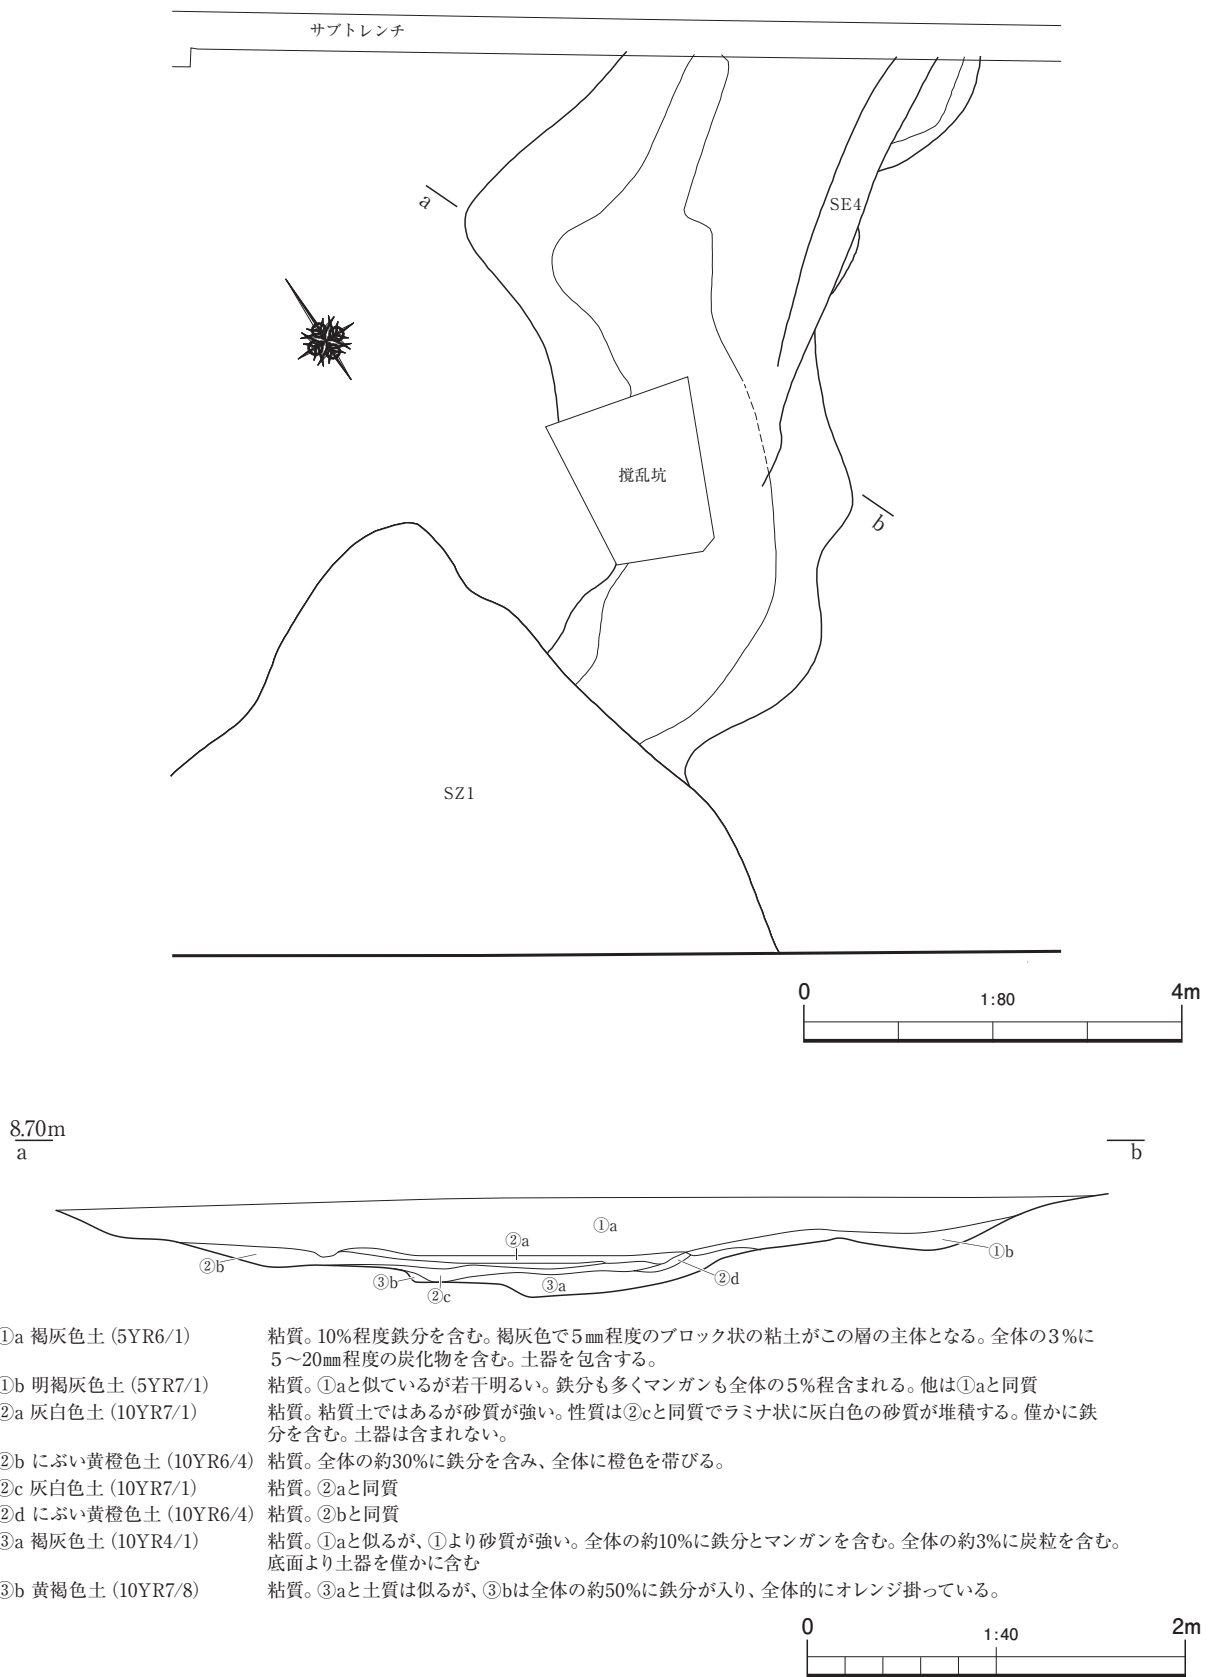 サブトレンチ
a
SE4
攪乱坑
b
SZ1
0 1:80 4m
8.70m
a b
①a
②a
①b
②b
②d
③b ③a
②c
①a 褐灰色土 (5YR6/1) 粘質。10%程度鉄分を含む。褐灰色で5㎜程度のブロック状の粘土がこの層の主体となる。全体の3%に
5〜20㎜程度の炭化物を含む。土器を包含する。
①b 明褐灰色土 (5YR7/1) 粘質。①aと似ているが若干明るい。鉄分も多くマンガンも全体の5%程含まれる。他は①aと同質
②a 灰白色土 (10YR7/1) 粘質。粘質土ではあるが砂質が強い。性質は②cと同質でラミナ状に灰白色の砂質が堆積する。僅かに鉄
分を含む。土器は含まれない。
②b にぶい黄橙色土 (10YR6/4) 粘質。全体の約30%に鉄分を含み、全体に橙色を帯びる。
②c 灰白色土 (10YR7/1) 粘質。②aと同質
②d にぶい黄橙色土 (10YR6/4) 粘質。②bと同質
③a 褐灰色土 (10YR4/1) 粘質。①aと似るが、①より砂質が強い。全体の約10%に鉄分とマンガンを含む。全体の約3%に炭粒を含む。
底面より土器を僅かに含む
③b 黄褐色土 (10YR7/8) 粘質。③aと土質は似るが、③bは全体の約50%に鉄分が入り、全体的にオレンジ掛っている。
0 1:40 2m